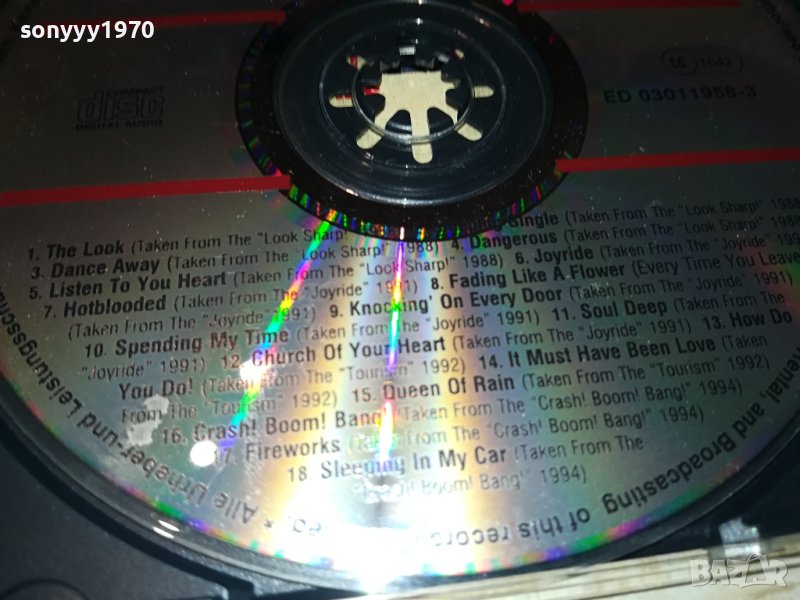 sonyyy1970
COMPACT
disc
DIGITAL AUDIO
LC 1042
ED 03011958-3
1. The Look (Taken From The "Look Sharp!" Single (Taken From The "Look Sharp!" 1988)
3. Dance Away (Taken From The "Look Sharp!" 1988) 4. Dangerous (Taken From The "Look Sharp!" 1988)
5. Listen To You Heart (Taken From The "Look Sharp!" 1988) 6. Joyride (Taken From The "Joyride"
7. Hotblooded (Taken From The "Joyride" 1991) 8. Fading Like A Flower (Every Time You Leave)
(Taken From The "Joyride" 1991) 9. Knocking' On Every Door (Taken From The "Joyride" 1991)
10. Spending My Time (Taken From The "Joyride" 1991) 11. Soul Deep (Taken From The
"Joyride" 1991) 12. Church Of Your Heart (Taken From The "Tourism" 1992) 13. How Do
You Do! (Taken From The "Tourism" 1992) 14. It Must Have Been Love (Taken
From The "Tourism" 1992) 15. Queen Of Rain (Taken From The "Tourism" 1992)
16. Crash! Boom! Bang! (Taken From The "Crash! Boom! Bang!" 1994)
17. Fireworks (Taken From The "Crash! Boom! Bang!" 1994)
18. Sleeping In My Car (Taken From The
Boom! Bang!" 1994)
Alle Urheber-und Leistungsschutz
and Broadcasting of this record
BAZAR